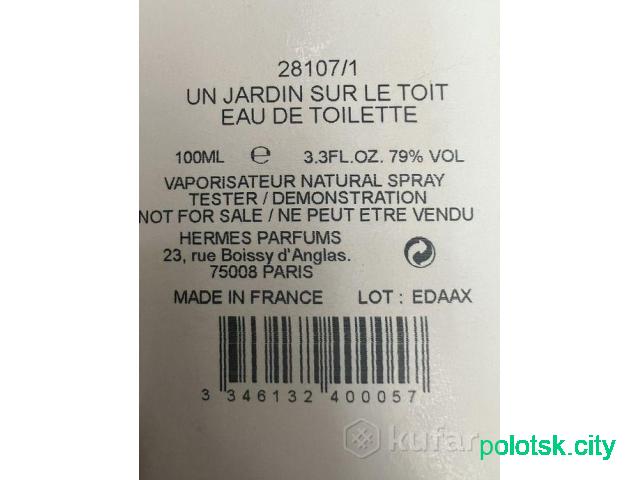 28107/1
UN JARDIN SUR LE TOIT
EAU DE TOILETTE
100ML ℮ 3.3FL.OZ. 79% VOL
VAPORISATEUR NATURAL SPRAY
TESTER / DEMONSTRATION
NOT FOR SALE / NE PEUT ETRE VENDU
HERMES PARFUMS
23, rue Boissy d'Anglas.
75008 PARIS
MADE IN FRANCE LOT : EDAAX
3 346132 400057
kufar
polotsk.city